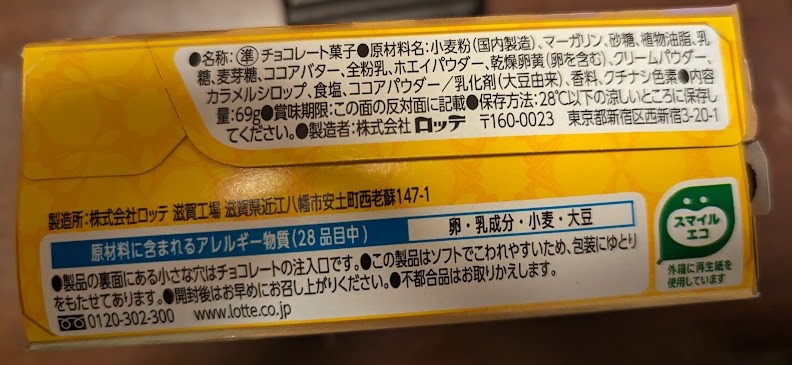 ●名称:準チョコレート菓子●原材料名:小麦粉(国内製造)、マーガリン、砂糖、植物油脂、乳
糖、麦芽糖、ココアバター、全粉乳、ホエイパウダー、乾燥卵黄(卵を含む)、クリームパウダー、
カラメルシロップ、食塩、ココアパウダー/乳化剤(大豆由来)、香料、クチナシ色素●内容
量:69g●賞味期限:この面の反対面に記載●保存方法:28℃以下の涼しいところに保存し
てください。●製造者:株式会社 ロッテ 〒160-0023 東京都新宿区西新宿3-20-1
製造所:株式会社ロッテ 滋賀工場 滋賀県近江八幡市安土町西老蘇147-1
原材料に含まれるアレルギー物質(28品目中) 卵・乳成分・小麦・大豆
●製品の裏面にある小さな穴はチョコレートの注入口です。●この製品はソフトでこわれやすいため、包装にゆとり
をもたせてあります。●開封後はお早めにお召し上がりください。●不都合品はお取りかえします。
0120-302-300 www.lotte.co.jp
スマイル
エコ
外箱に再生紙を
使用しています